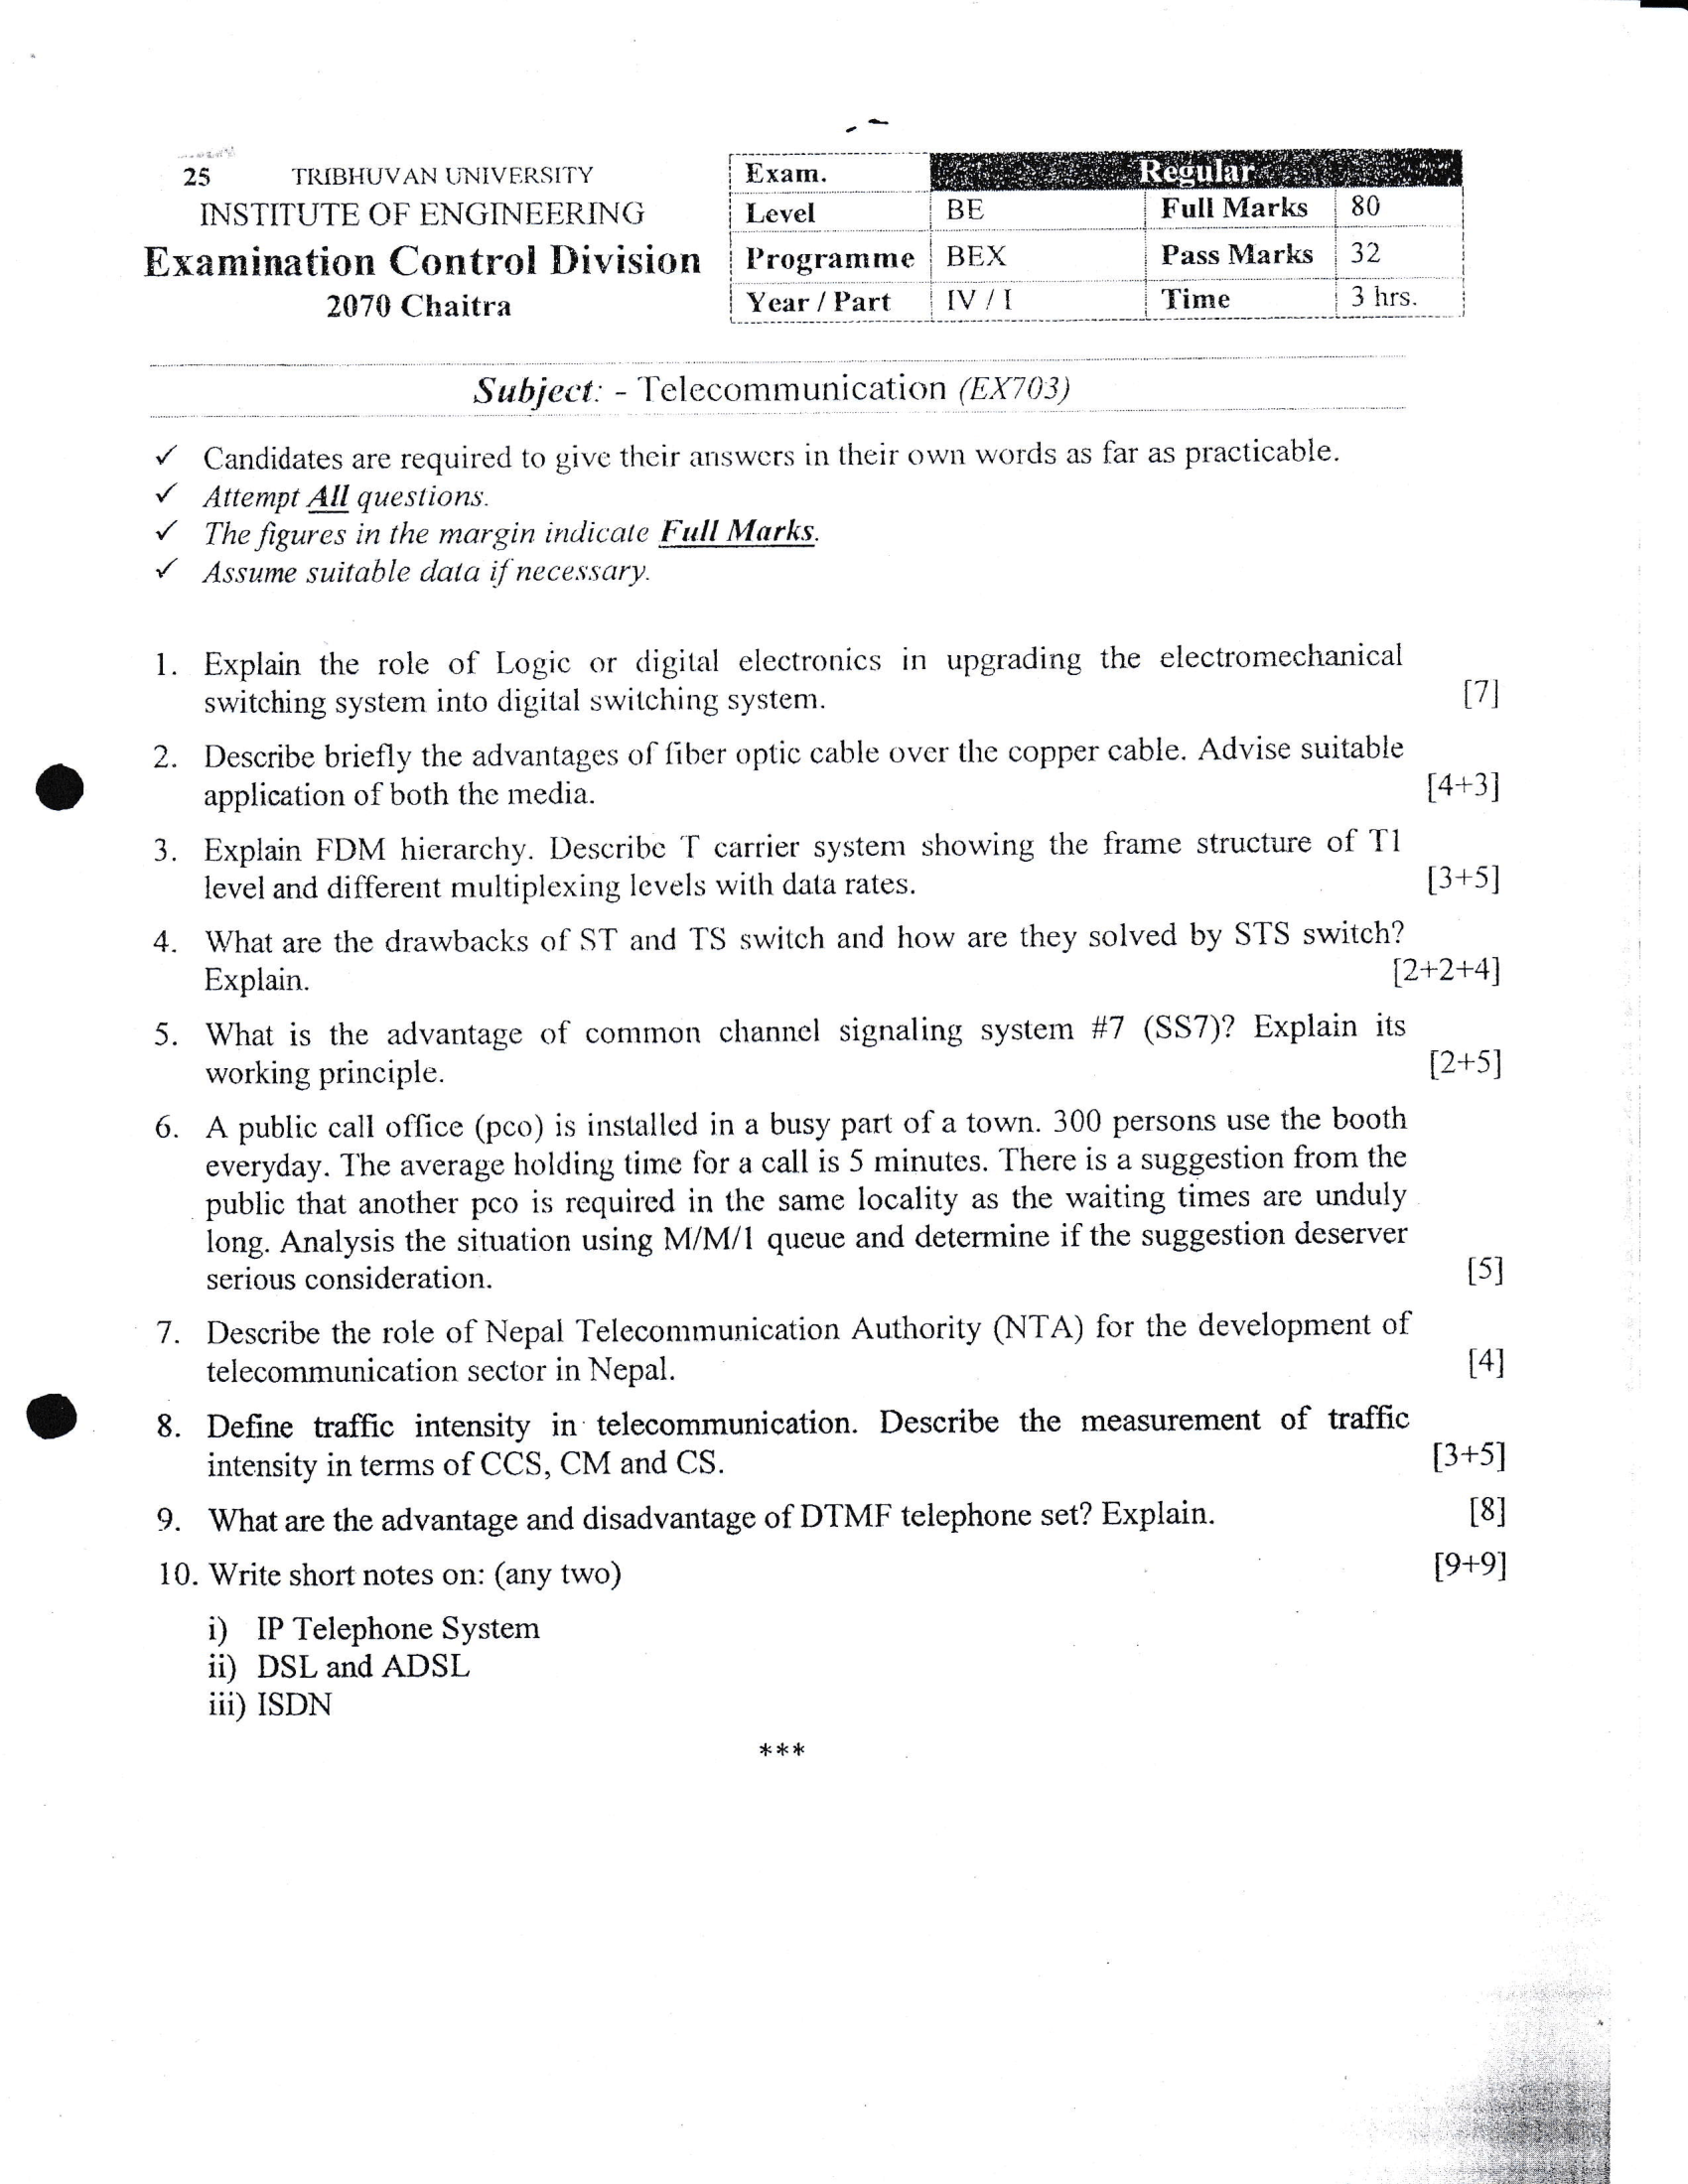 25 TRIBHUVAN UNIVERSITY
INSTITUTE OF ENGINEERING
Examination Control Division
2070 Chaitra
Exam. Regular
Level BE Full Marks 80
Programme BEX Pass Marks 32
Year / Part IV / I Time 3 hrs.
Subject: - Telecommunication (EX703)
✓ Candidates are required to give their answers in their own words as far as practicable.
✓ Attempt All questions.
✓ The figures in the margin indicate Full Marks.
✓ Assume suitable data if necessary.
1. Explain the role of Logic or digital electronics in upgrading the electromechanical
switching system into digital switching system. [7]
2. Describe briefly the advantages of fiber optic cable over the copper cable. Advise suitable
application of both the media. [4+3]
3. Explain FDM hierarchy. Describe T carrier system showing the frame structure of T1
level and different multiplexing levels with data rates. [3+5]
4. What are the drawbacks of ST and TS switch and how are they solved by STS switch?
Explain. [2+2+4]
5. What is the advantage of common channel signaling system #7 (SS7)? Explain its
working principle. [2+5]
6. A public call office (pco) is installed in a busy part of a town. 300 persons use the booth
everyday. The average holding time for a call is 5 minutes. There is a suggestion from the
public that another pco is required in the same locality as the waiting times are unduly
long. Analysis the situation using M/M/1 queue and determine if the suggestion deserver
serious consideration. [5]
7. Describe the role of Nepal Telecommunication Authority (NTA) for the development of
telecommunication sector in Nepal. [4]
8. Define traffic intensity in telecommunication. Describe the measurement of traffic
intensity in terms of CCS, CM and CS. [3+5]
9. What are the advantage and disadvantage of DTMF telephone set? Explain. [8]
10. Write short notes on: (any two) [9+9]
i) IP Telephone System
ii) DSL and ADSL
iii) ISDN
***